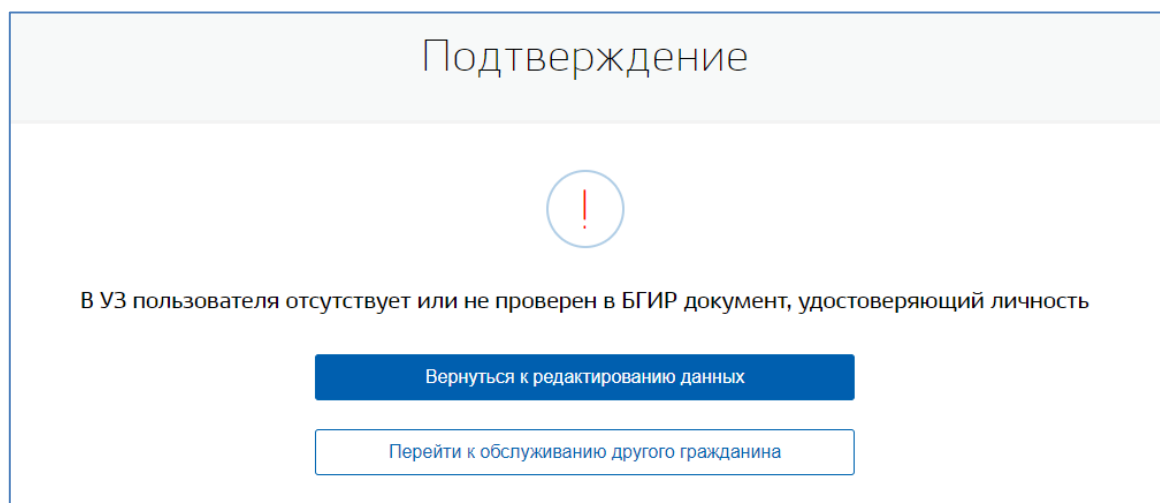 Подтверждение
В УЗ пользователя отсутствует или не проверен в БГИР документ, удостоверяющий личность
Вернуться к редактированию данных
Перейти к обслуживанию другого гражданина